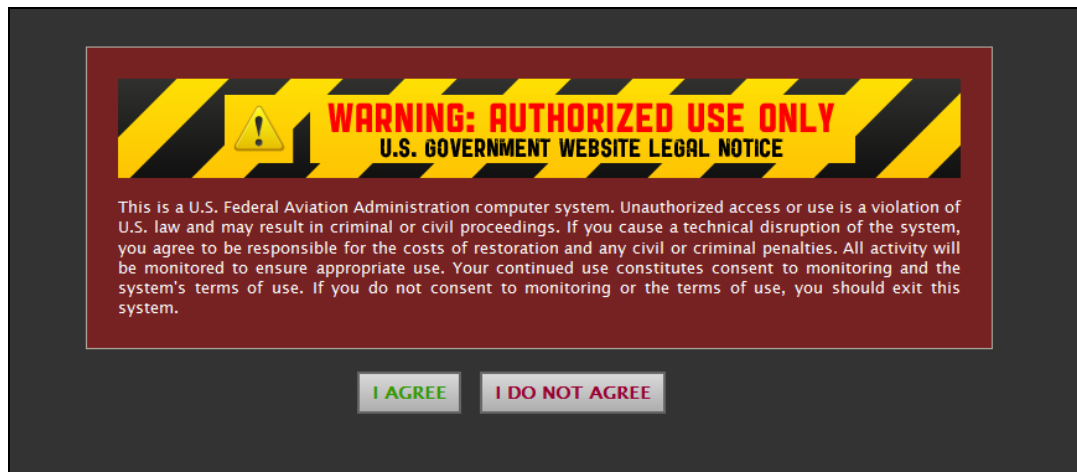 WARNING: AUTHORIZED USE ONLY
U.S. GOVERNMENT WEBSITE LEGAL NOTICE
This is a U.S. Federal Aviation Administration computer system. Unauthorized access or use is a violation of
U.S. law and may result in criminal or civil proceedings. If you cause a technical disruption of the system,
you agree to be responsible for the costs of restoration and any civil or criminal penalties. All activity will
be monitored to ensure appropriate use. Your continued use constitutes consent to monitoring and the
system's terms of use. If you do not consent to monitoring or the terms of use, you should exit this
system.
I AGREE I DO NOT AGREE